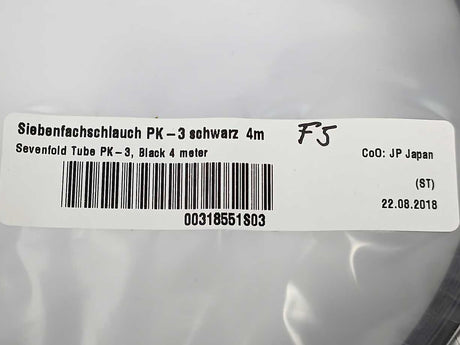 Siebenfachschlauch PK-3 schwarz 4m
F5
Sevenfold Tube PK-3, Black 4 meter
CoO: JP Japan
(ST)
00318551S03
22.08.2018